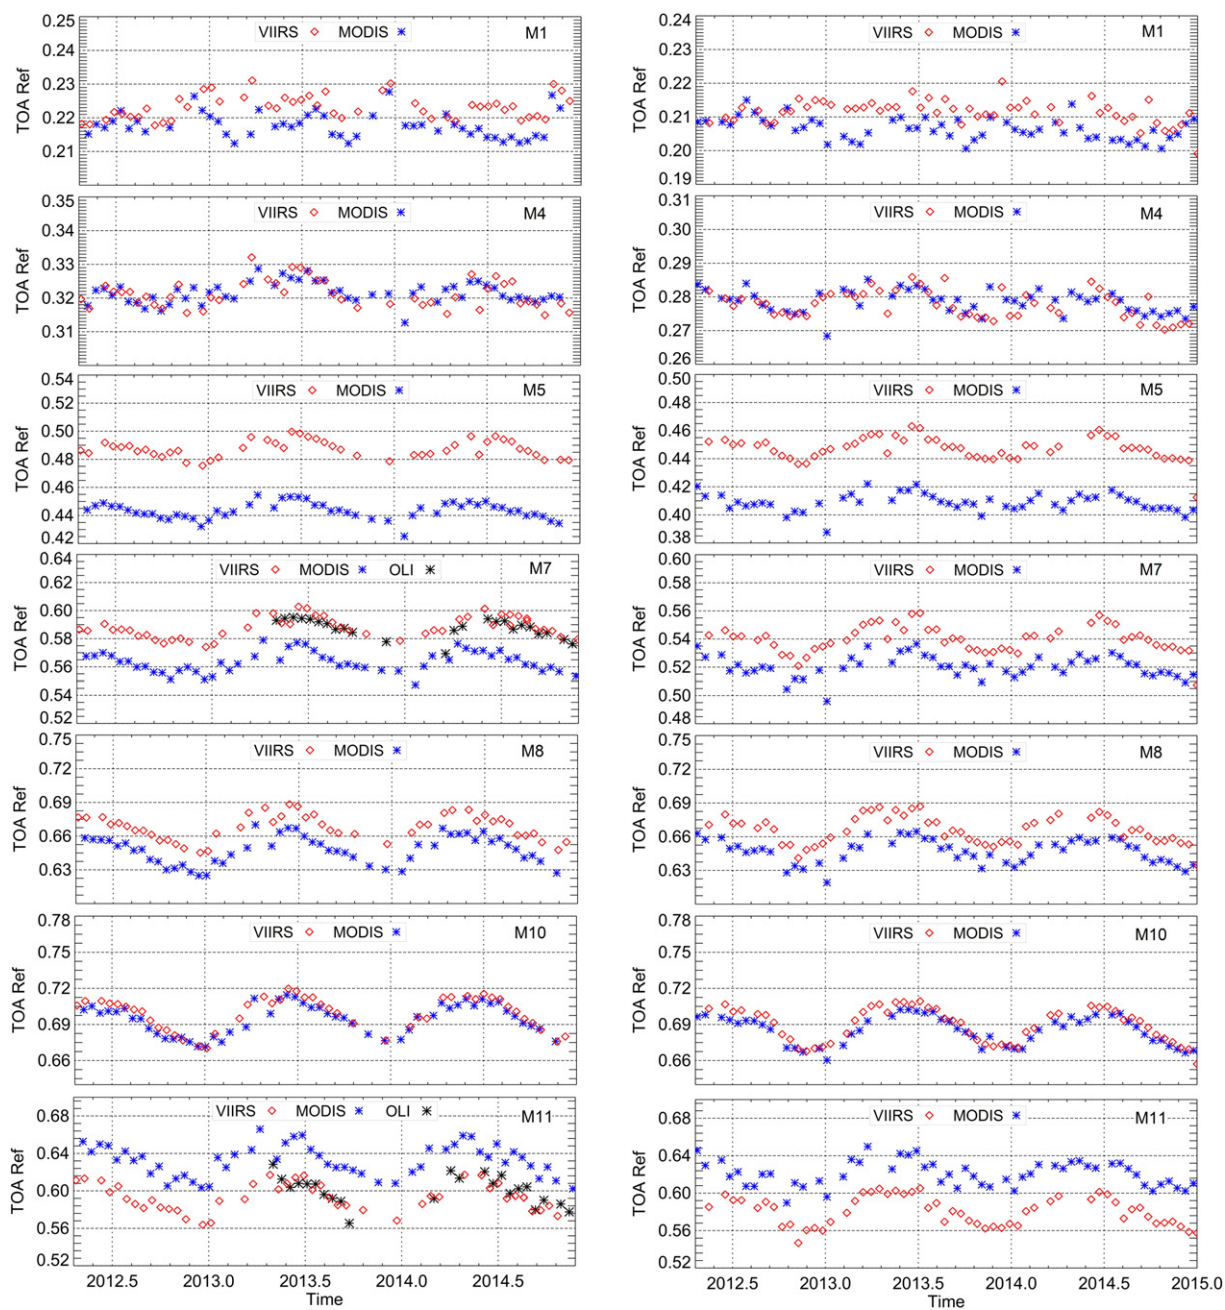 VIIRS MODIS M1
0.25
0.24
0.23
0.22
0.21
TOA Ref
VIIRS MODIS M4
0.35
0.34
0.33
0.32
0.31
TOA Ref
VIIRS MODIS M5
0.54
0.52
0.50
0.48
0.46
0.44
0.42
TOA Ref
VIIRS MODIS OLI M7
0.64
0.62
0.60
0.58
0.56
0.54
0.52
TOA Ref
VIIRS MODIS M8
0.75
0.72
0.69
0.66
0.63
TOA Ref
VIIRS MODIS M10
0.78
0.75
0.72
0.69
0.66
TOA Ref
VIIRS MODIS OLI M11
0.68
0.64
0.60
0.56
0.52
TOA Ref
2012.5 2013.0 2013.5 2014.0 2014.5
Time
VIIRS MODIS M1
0.24
0.23
0.22
0.21
0.20
0.19
TOA Ref
VIIRS MODIS M4
0.31
0.30
0.29
0.28
0.27
0.26
TOA Ref
VIIRS MODIS M5
0.50
0.48
0.46
0.44
0.42
0.40
0.38
TOA Ref
VIIRS MODIS M7
0.60
0.58
0.56
0.54
0.52
0.50
0.48
TOA Ref
VIIRS MODIS M8
0.75
0.72
0.69
0.66
0.63
TOA Ref
VIIRS MODIS M10
0.78
0.75
0.72
0.69
0.66
TOA Ref
VIIRS MODIS M11
0.68
0.64
0.60
0.56
0.52
TOA Ref
2012.5 2013.0 2013.5 2014.0 2014.5 2015.0
Time